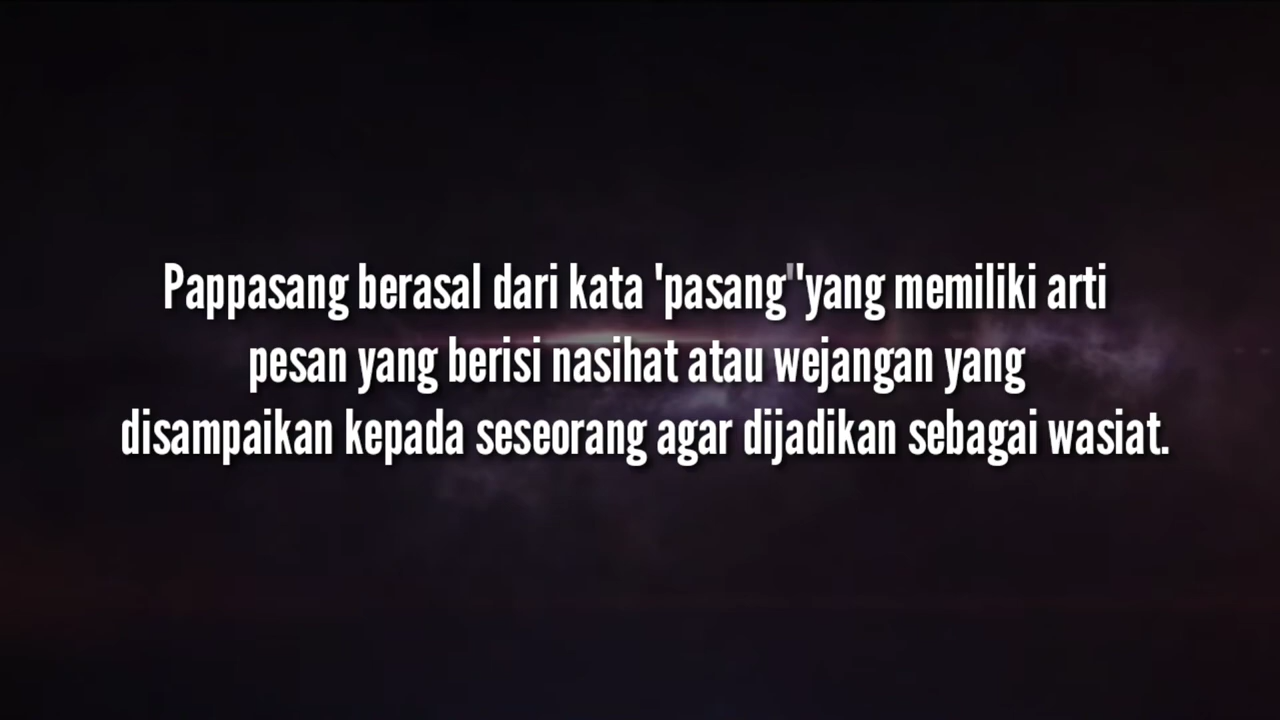 Pappasang berasal dari kata 'pasang''yang memiliki arti
pesan yang berisi nasihat atau wejangan yang
disampaikan kepada seseorang agar dijadikan sebagai wasiat.